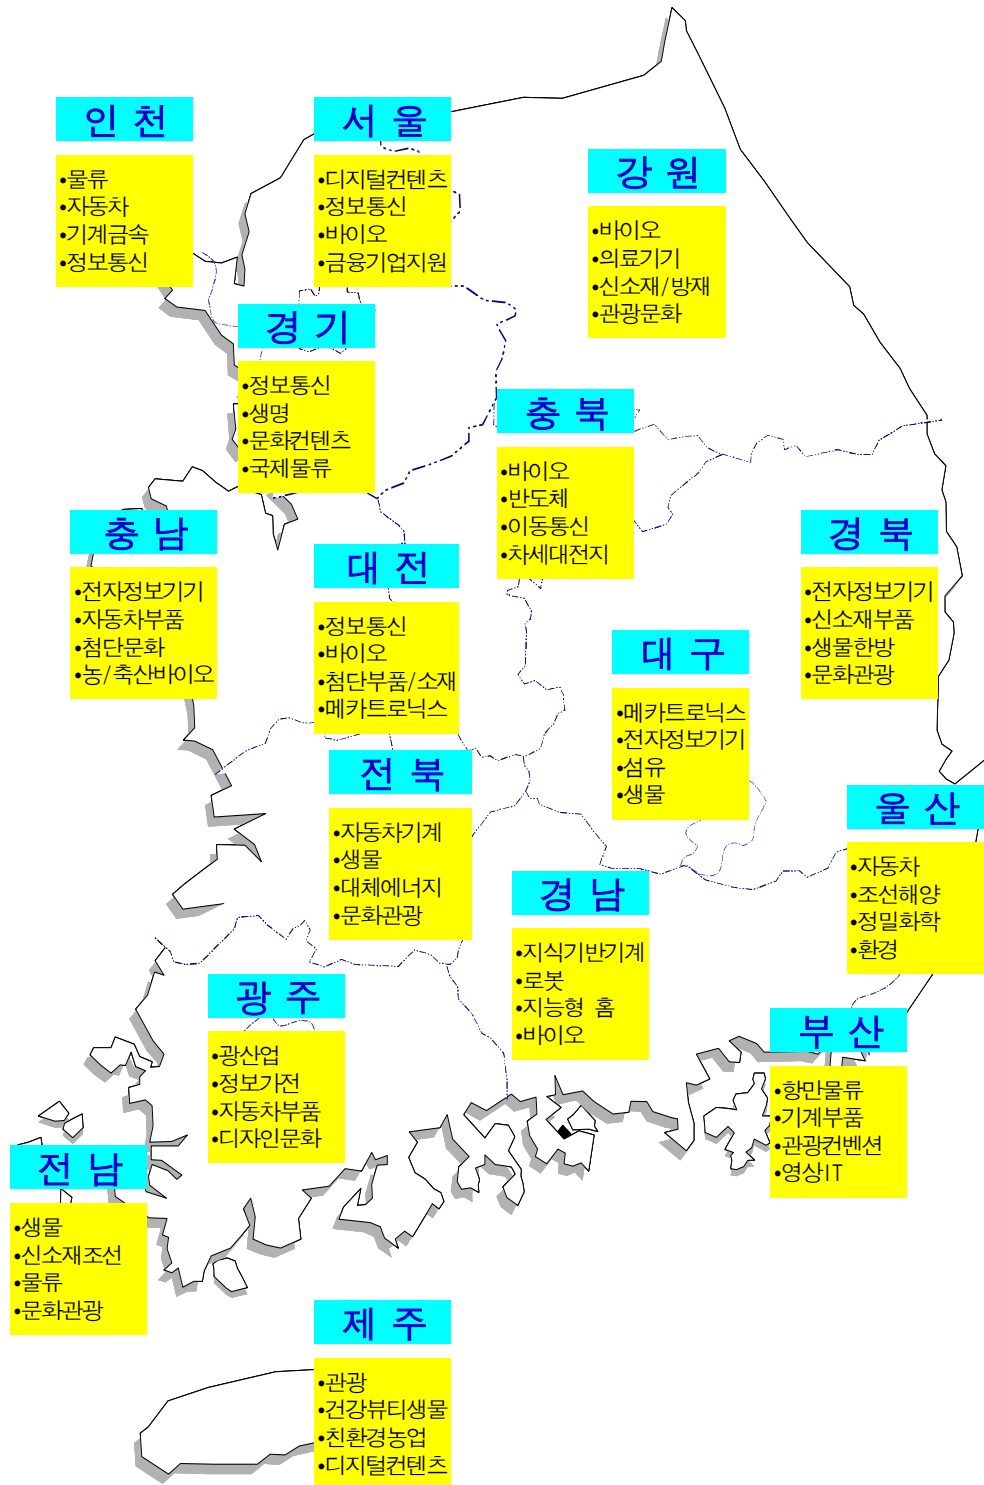 인 천
•물류
•자동차
•기계금속
•정보통신
서 울
•디지털컨텐츠
•정보통신
•바이오
•금융기업지원
강 원
•바이오
•의료기기
•신소재/방재
•관광문화
경 기
•정보통신
•생명
•문화컨텐츠
•국제물류
충 북
•바이오
•반도체
•이동통신
•차세대전지
충 남
•전자정보기기
•자동차부품
•첨단문화
•농/축산바이오
대 전
•정보통신
•바이오
•첨단부품/소재
•메카트로닉스
경 북
•전자정보기기
•신소재부품
•생물한방
•문화관광
대 구
•메카트로닉스
•전자정보기기
•섬유
•생물
전 북
•자동차기계
•생물
•대체에너지
•문화관광
울 산
•자동차
•조선해양
•정밀화학
•환경
경 남
•지식기반기계
•로봇
•지능형 홈
•바이오
광 주
•광산업
•정보가전
•자동차부품
•디자인문화
부 산
•항만물류
•기계부품
•관광컨벤션
•영상IT
전 남
•생물
•신소재조선
•물류
•문화관광
제 주
•관광
•건강뷰티생물
•친환경농업
•디지털컨텐츠